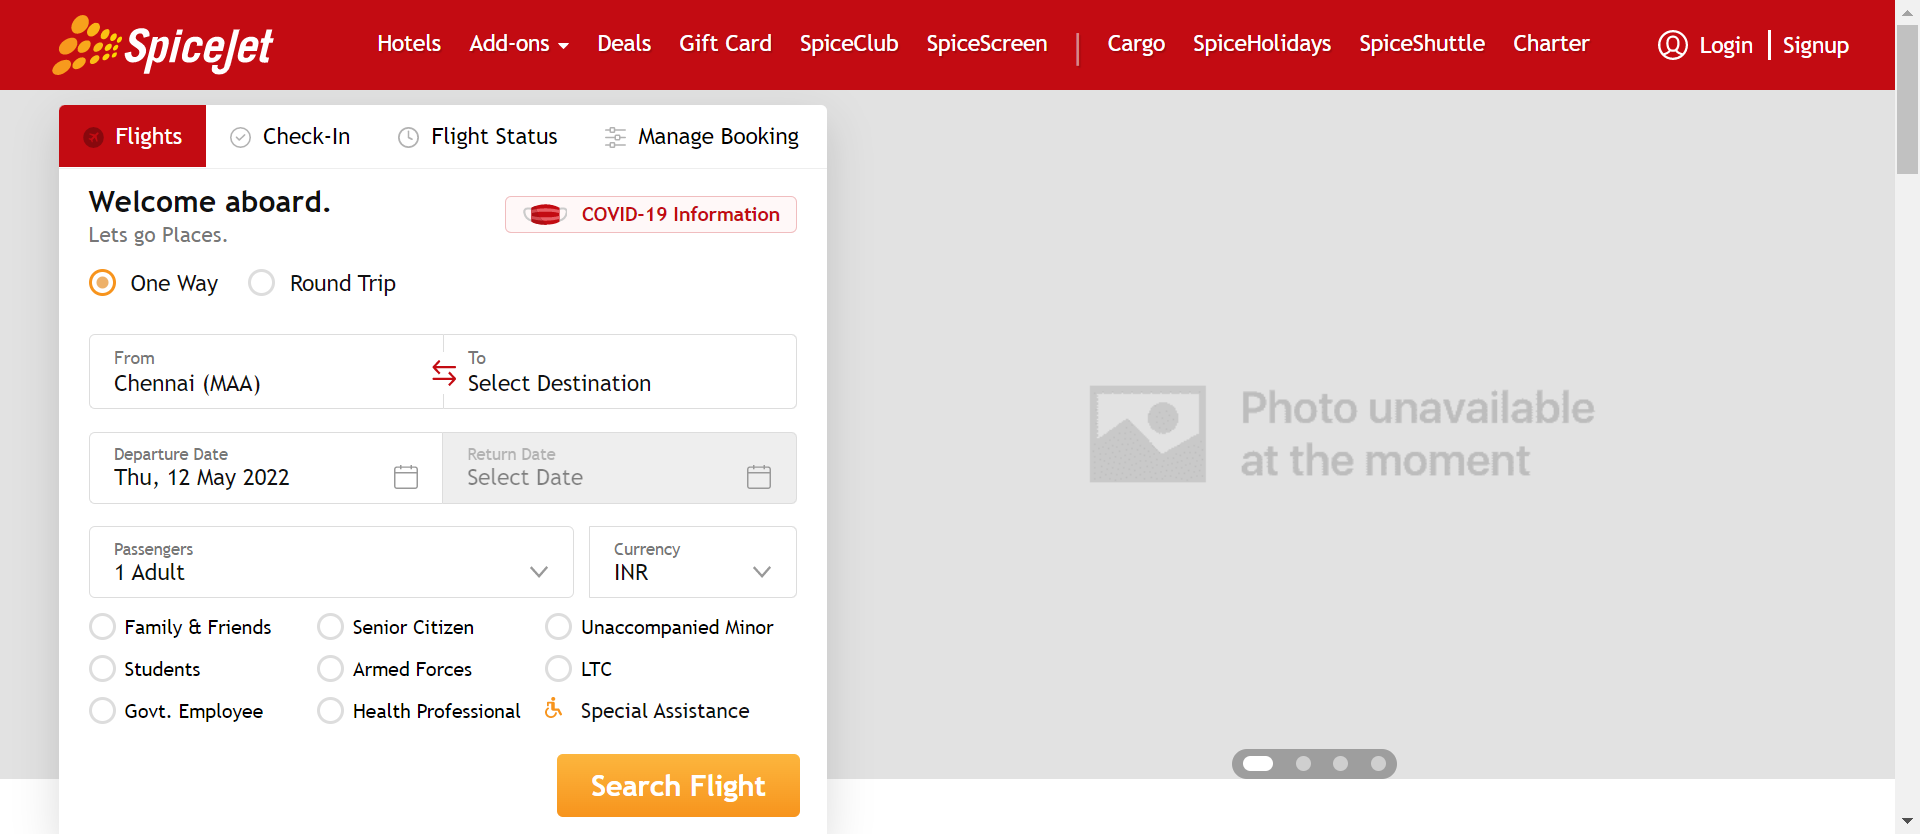 SpiceJet
Hotels Add-ons Deals Gift Card SpiceClub SpiceScreen | Cargo SpiceHolidays SpiceShuttle Charter Login | Signup
Flights Check-In Flight Status Manage Booking
Welcome aboard.
Lets go Places.
COVID-19 Information
One Way Round Trip
From
Chennai (MAA)
To
Select Destination
Departure Date
Thu, 12 May 2022
Return Date
Select Date
Passengers
1 Adult
Currency
INR
Family & Friends Senior Citizen Unaccompanied Minor
Students Armed Forces LTC
Govt. Employee Health Professional Special Assistance
Search Flight
Photo unavailable
at the moment